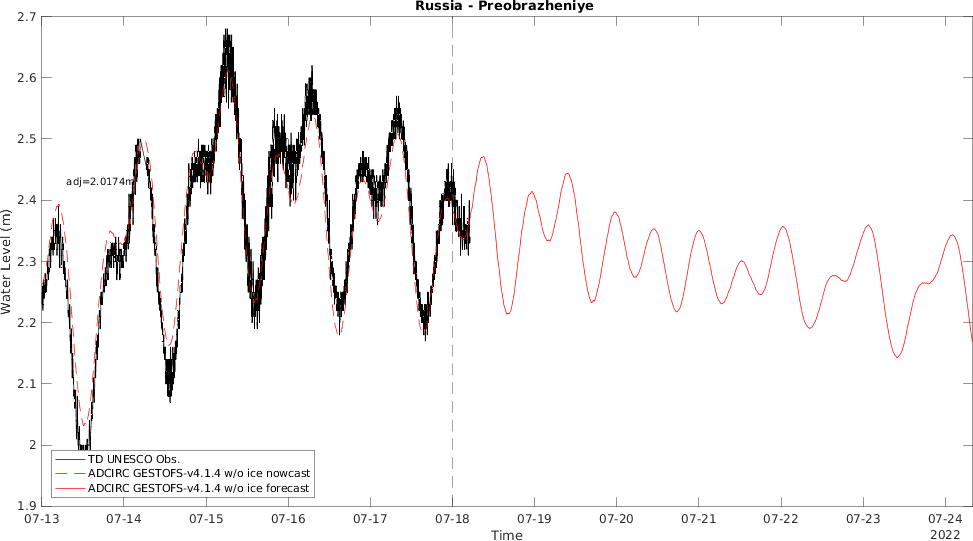 Russia - Preobrazheniye
2.7
2.6
2.5
2.4
2.3
2.2
2.1
2
1.9
Water Level (m)
adj=2.0174m
TD UNESCO Obs.
ADCIRC GESTOFS-v4.1.4 w/o ice nowcast
ADCIRC GESTOFS-v4.1.4 w/o ice forecast
07-13 07-14 07-15 07-16 07-17 07-18 07-19 07-20 07-21 07-22 07-23 07-24
Time
2022